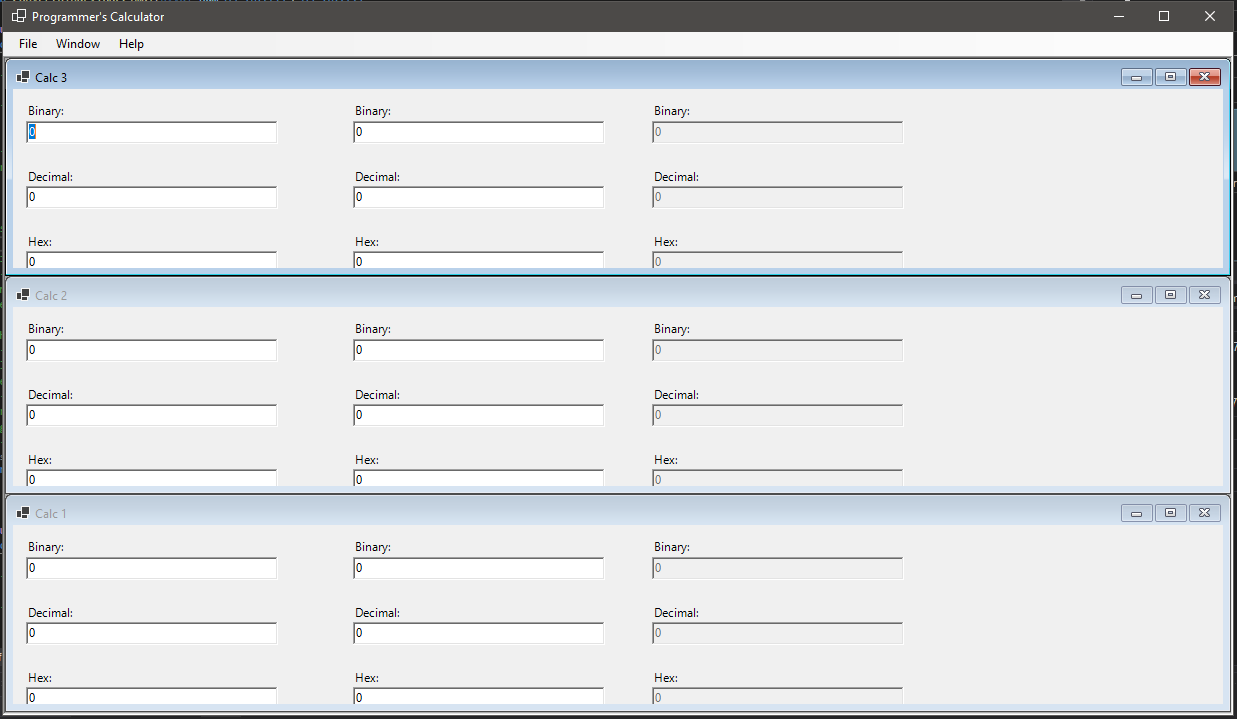 Programmer's Calculator
File Window Help
Calc 3
Binary: Binary: Binary:
0 0 0
Decimal: Decimal: Decimal:
0 0 0
Hex: Hex: Hex:
0 0 0
Calc 2
Binary: Binary: Binary:
0 0 0
Decimal: Decimal: Decimal:
0 0 0
Hex: Hex: Hex:
0 0 0
Calc 1
Binary: Binary: Binary:
0 0 0
Decimal: Decimal: Decimal:
0 0 0
Hex: Hex: Hex:
0 0 0